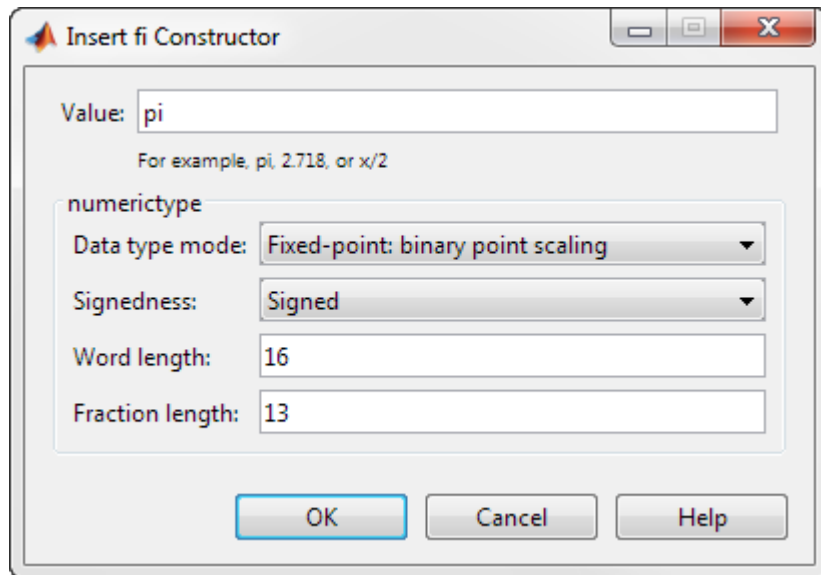 Insert fi Constructor
Value: pi
For example, pi, 2.718, or x/2
numerictype
Data type mode: Fixed-point: binary point scaling
Signedness: Signed
Word length: 16
Fraction length: 13
OK Cancel Help